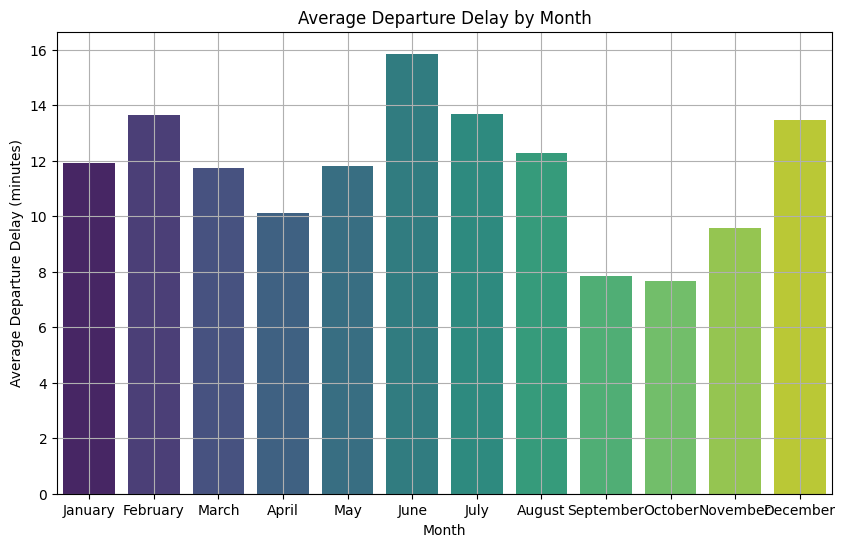 Average Departure Delay by Month
Average Departure Delay (minutes)
16
14
12
10
8
6
4
2
0
January February March April May June July August September October November December
Month